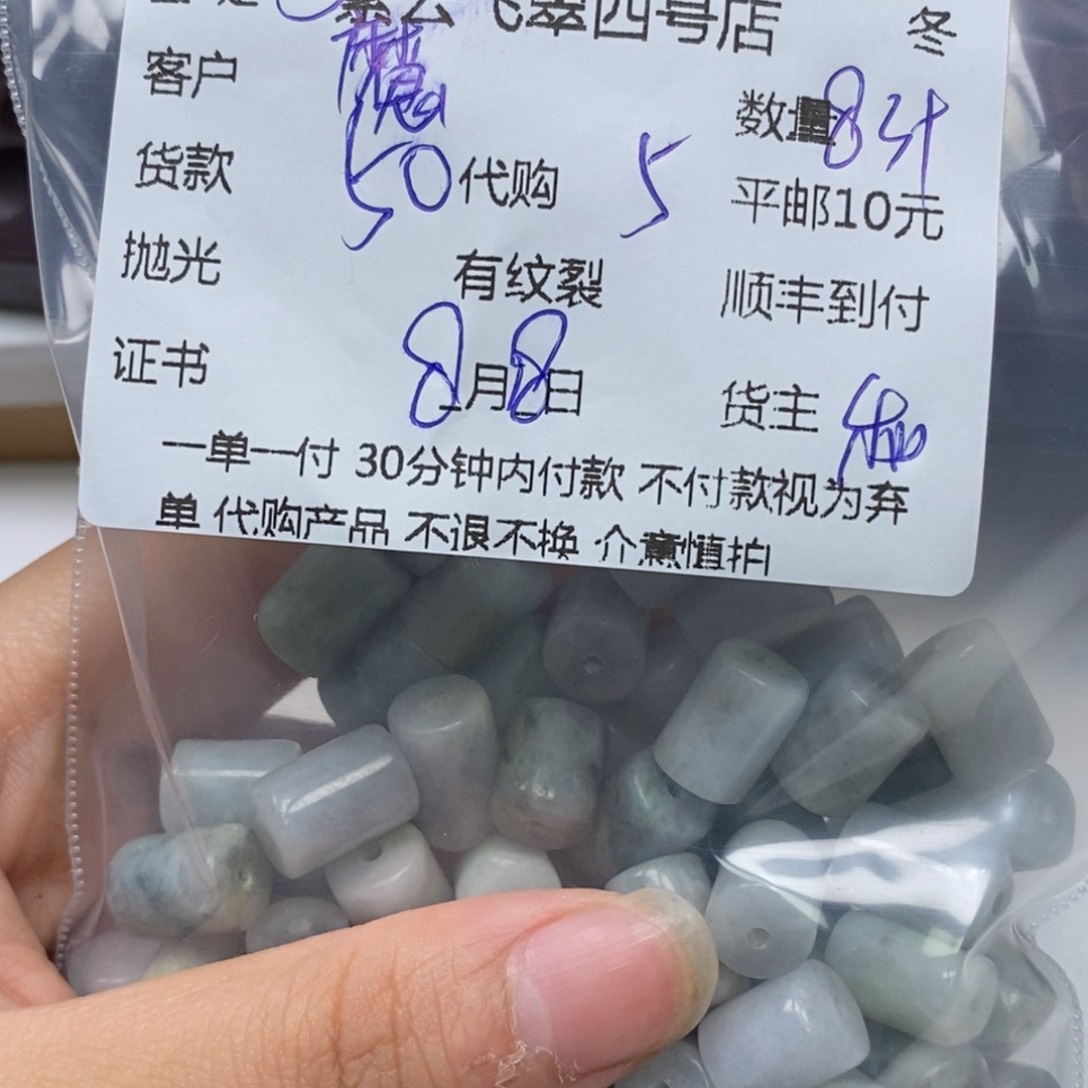 翡翠四号店 冬
客户 数量8件
货款 50 代购 5 平邮10元
抛光 有纹裂 顺丰到付
证书 8月8日 货主
一单一付 30分钟内付款 不付款视为弃
单 代购产品 不退不换 介意慎拍